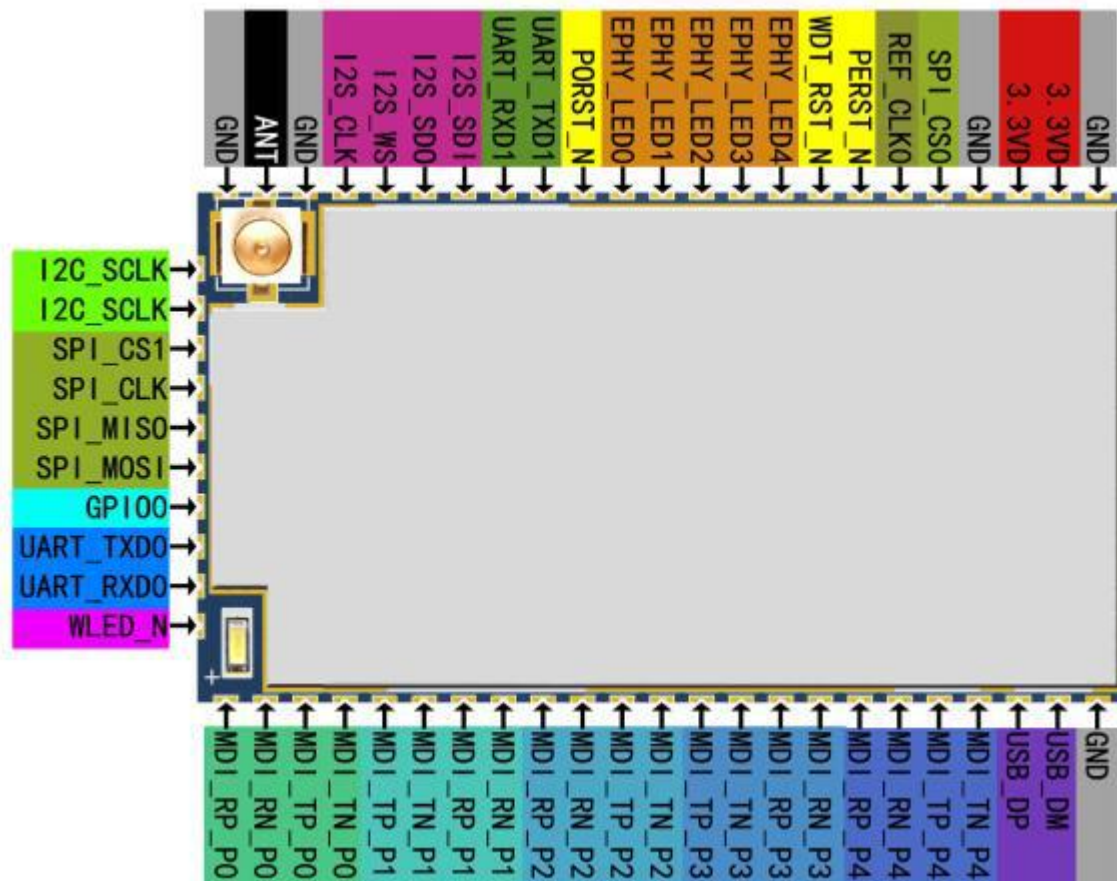 GND
ANT
GND
I2S_CLK
I2S_WS
I2S_SDO
I2S_SDI
UART_RXD1
UART_TXD1
PORST_N
EPHY_LED0
EPHY_LED1
EPHY_LED2
EPHY_LED3
EPHY_LED4
WDT_RST_N
PERST_N
REF_CLK0
SPI_CS0
GND
3.3VD
3.3VD
GND
I2C_SCLK
I2C_SCLK
SPI_CS1
SPI_CLK
SPI_MISO
SPI_MOSI
GPIO0
UART_TXD0
UART_RXD0
WLED_N
+
MDI_RP_P0
MDI_RN_P0
MDI_TP_P0
MDI_TN_P0
MDI_TP_P1
MDI_TN_P1
MDI_RP_P1
MDI_RN_P1
MDI_RP_P2
MDI_RN_P2
MDI_TP_P2
MDI_TN_P2
MDI_TP_P3
MDI_TN_P3
MDI_RP_P3
MDI_RN_P3
MDI_RP_P4
MDI_RN_P4
MDI_TP_P4
MDI_TN_P4
USB_DP
USB_DM
GND